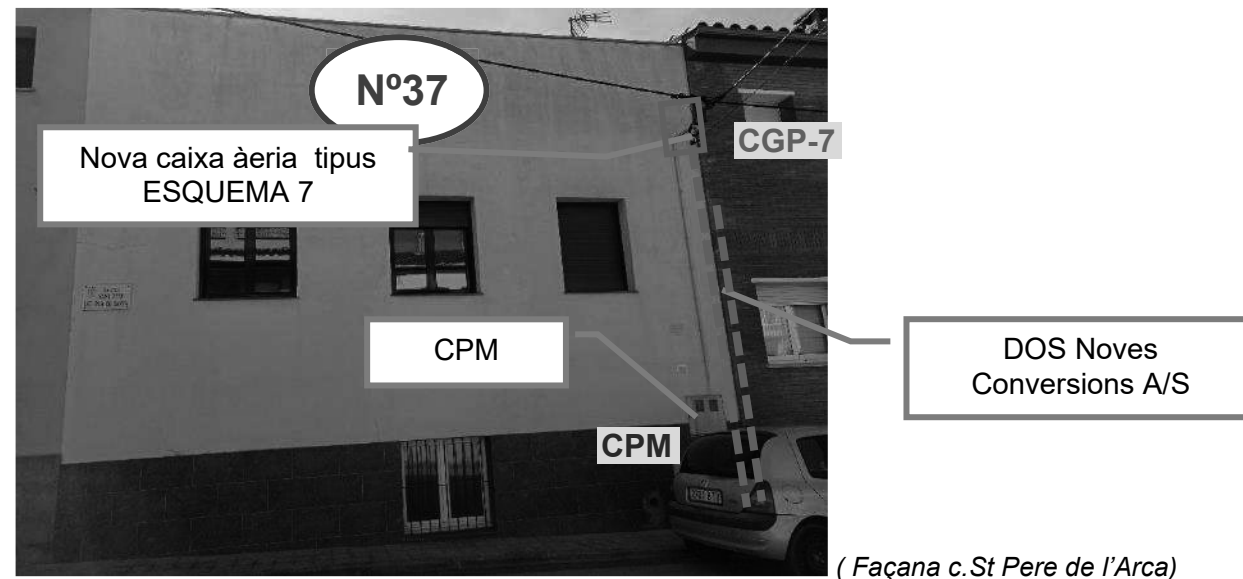 Nº37
Nova caixa àeria tipus
ESQUEMA 7
CGP-7
CPM
DOS Noves
Conversions A/S
CPM
( Façana c.St Pere de l’Arca)